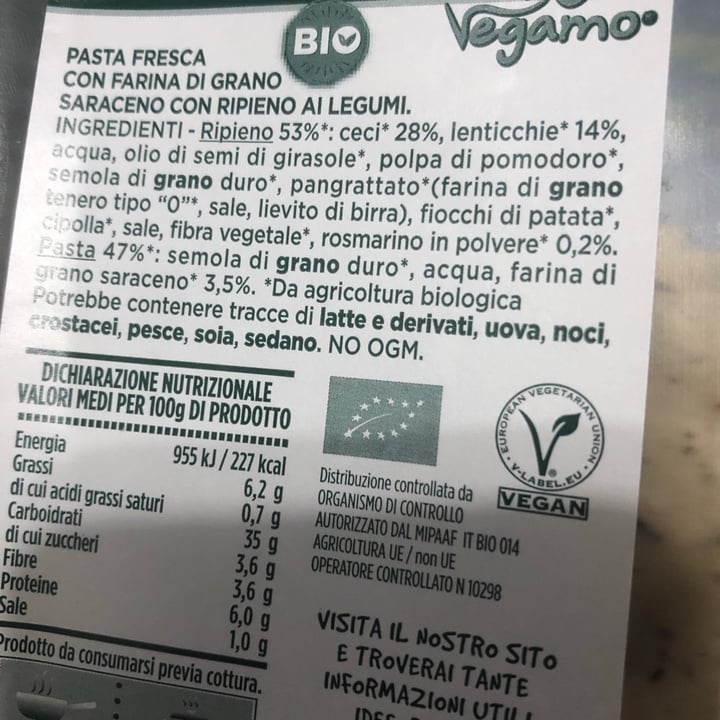 BIO
Vegamo
PASTA FRESCA
CON FARINA DI GRANO
SARACENO CON RIPIENO AI LEGUMI.
INGREDIENTI - Ripieno 53%*: ceci* 28%, lenticchie* 14%,
acqua, olio di semi di girasole*, polpa di pomodoro*,
semola di grano duro*, pangrattato*(farina di grano
tenero tipo "0"*, sale, lievito di birra), fiocchi di patata*,
cipolla*, sale, fibra vegetale*, rosmarino in polvere* 0,2%.
Pasta 47%*: semola di grano duro*, acqua, farina di
grano saraceno* 3,5%. *Da agricoltura biologica
Potrebbe contenere tracce di latte e derivati, uova, noci,
crostacei, pesce, soia, sedano. NO OGM.
DICHIARAZIONE NUTRIZIONALE
VALORI MEDI PER 100g DI PRODOTTO
Energia 955 kJ / 227 kcal
Grassi 6,2 g
di cui acidi grassi saturi 0,7 g
Carboidrati 35 g
di cui zuccheri 3,6 g
Fibre 3,6 g
Proteine 6,0 g
Sale 1,0 g
Prodotto da consumarsi previa cottura.
EUROPEAN VEGETARIAN UNION
V-LABEL.EU
VEGAN
Distribuzione controllata da
ORGANISMO DI CONTROLLO
AUTORIZZATO DAL MIPAAF IT BIO 014
AGRICOLTURA UE / non UE
OPERATORE CONTROLLATO N 10298
VISITA IL NOSTRO SITO
E TROVERAI TANTE
INFORMAZIONI UTILI